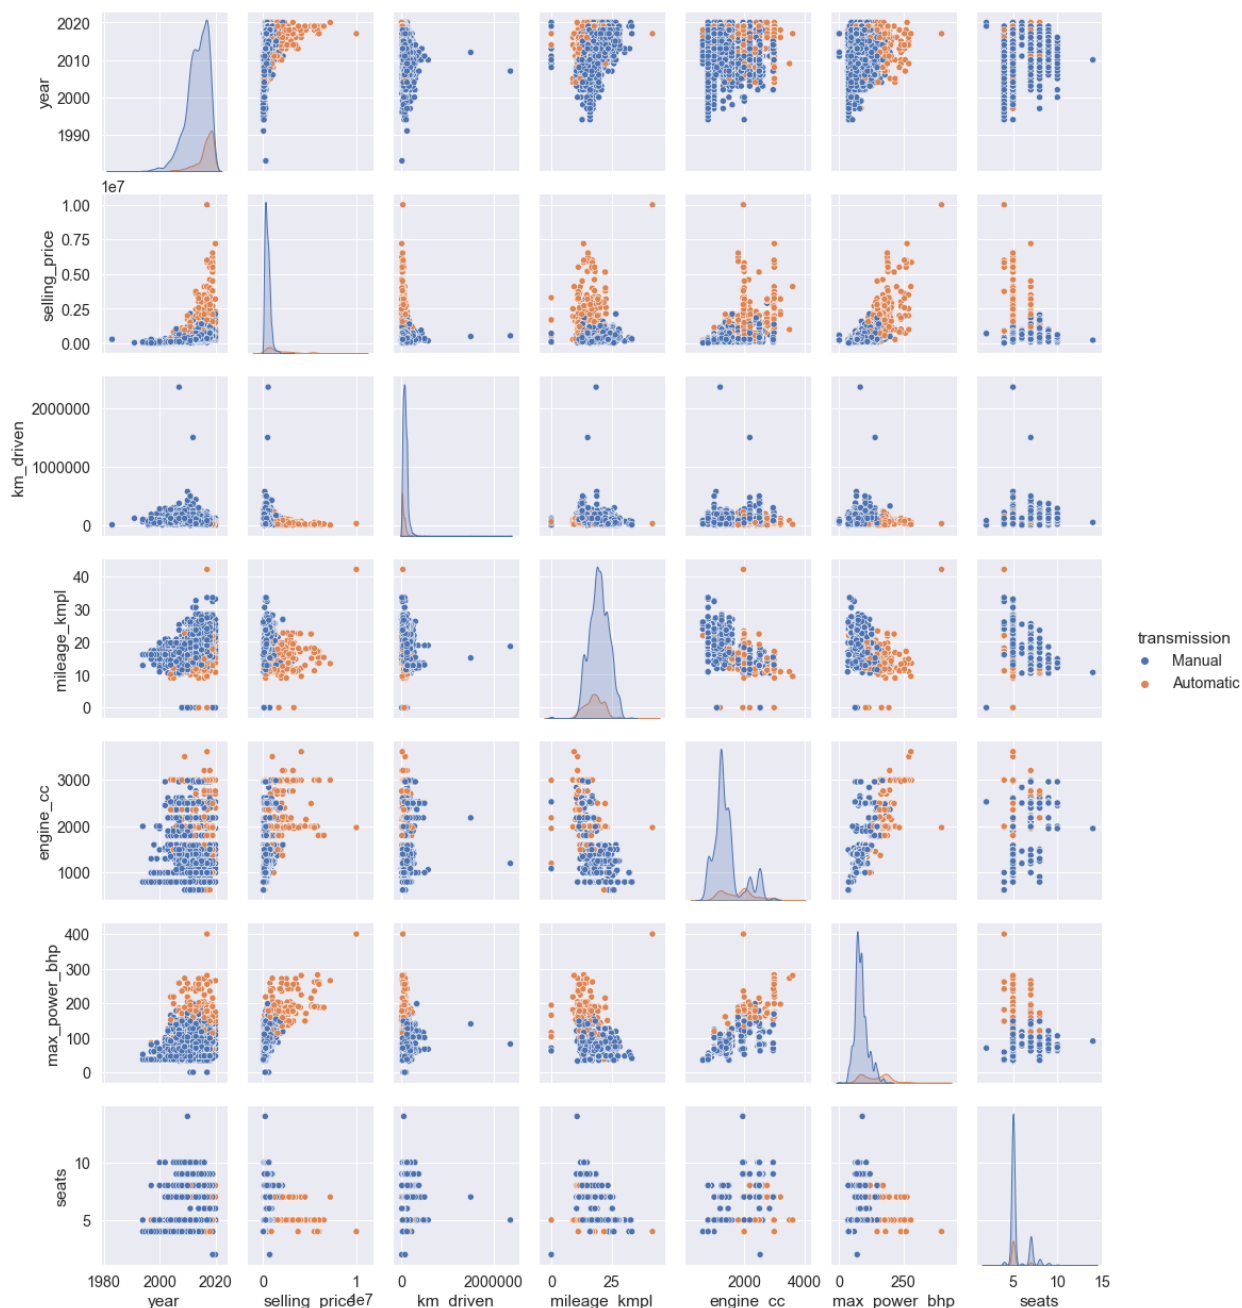 2020
2010
2000
1990
year
1e7
1.00
0.75
0.50
0.25
0.00
selling_price
2000000
1000000
0
km_driven
40
30
20
10
0
mileage_kmpl
transmission
Manual
Automatic
3000
2000
1000
engine_cc
400
300
200
100
0
max_power_bhp
10
5
seats
1980 2000 2020 0 1 0 2000000 0 25 2000 4000 0 250 5 10 15
year selling_price 1e7 km_driven mileage_kmpl engine_cc max_power_bhp seats